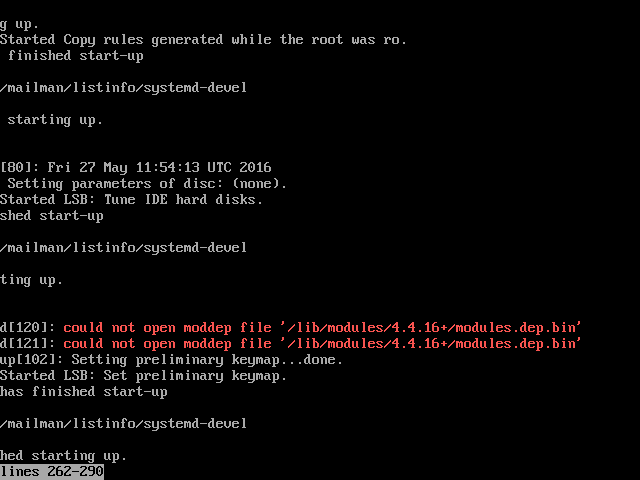 g up.
Started Copy rules generated while the root was ro.
finished start-up
/mailman/listinfo/systemd-devel
starting up.
[80]: Fri 27 May 11:54:13 UTC 2016
Setting parameters of disc: (none).
Started LSB: Tune IDE hard disks.
shed start-up
/mailman/listinfo/systemd-devel
ting up.
d[120]: could not open moddep file '/lib/modules/4.4.16+/modules.dep.bin'
d[121]: could not open moddep file '/lib/modules/4.4.16+/modules.dep.bin'
up[102]: Setting preliminary keymap...done.
Started LSB: Set preliminary keymap.
has finished start-up
/mailman/listinfo/systemd-devel
hed starting up.
lines 262-290